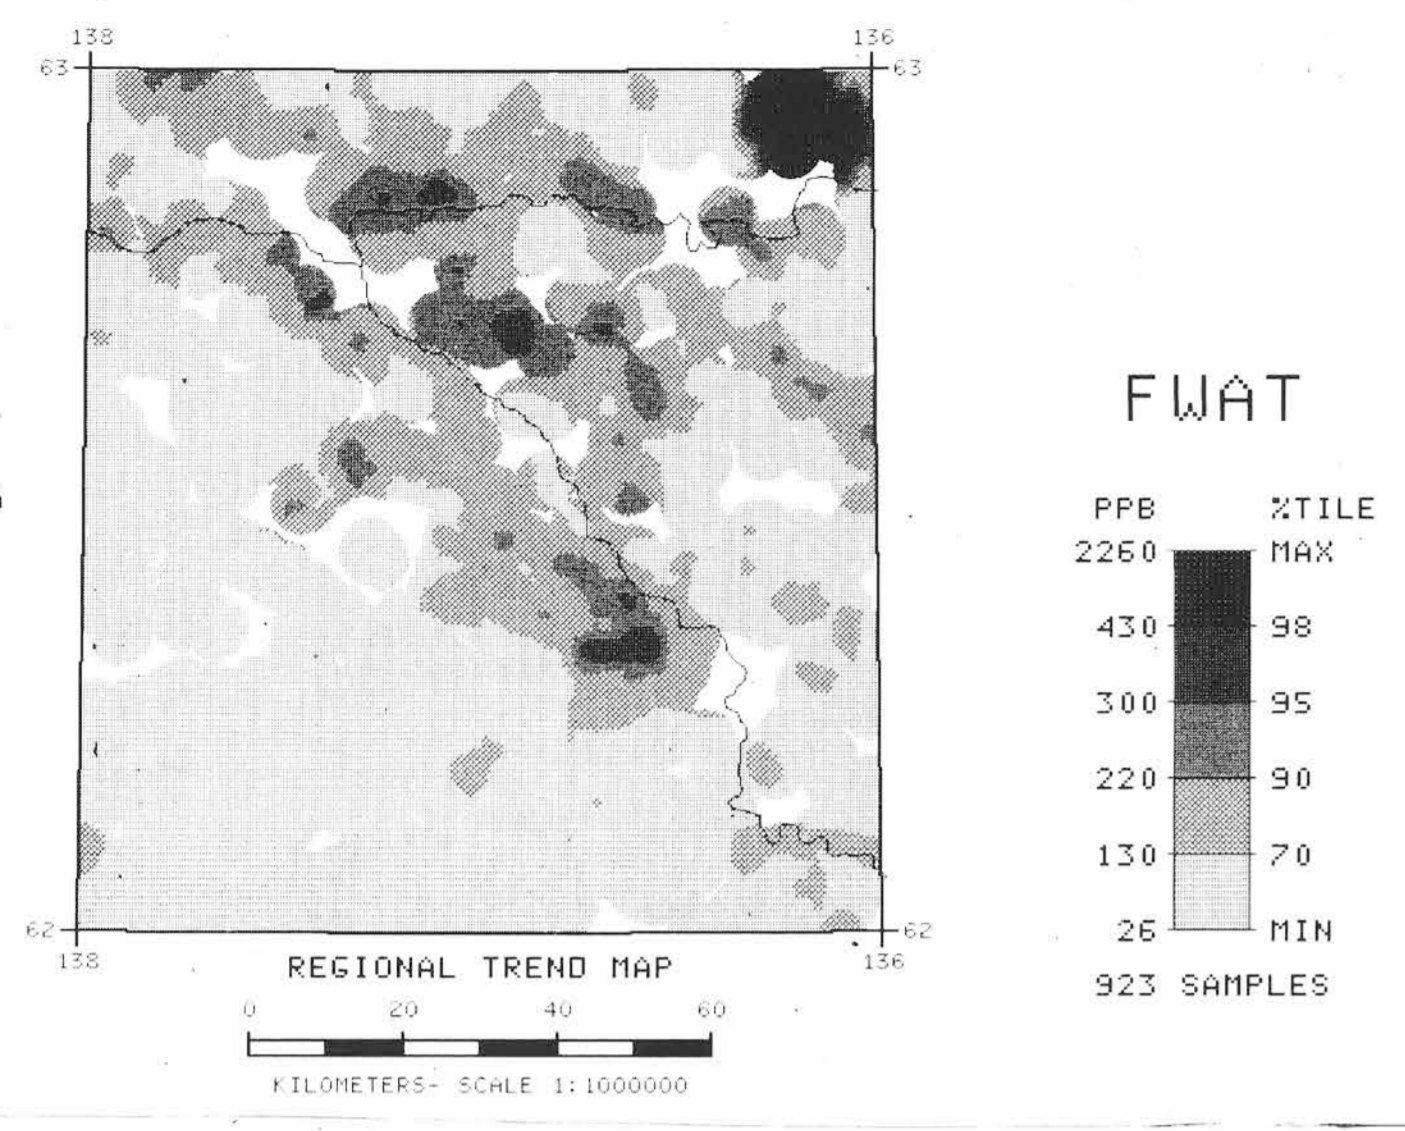 138 136
63 63
FWAT
PPB %TILE
2260 MAX
430 98
300 95
220 90
130 70
26 MIN
923 SAMPLES
62 62
138 136
REGIONAL TREND MAP
0 20 40 60
KILOMETERS- SCALE 1:1000000